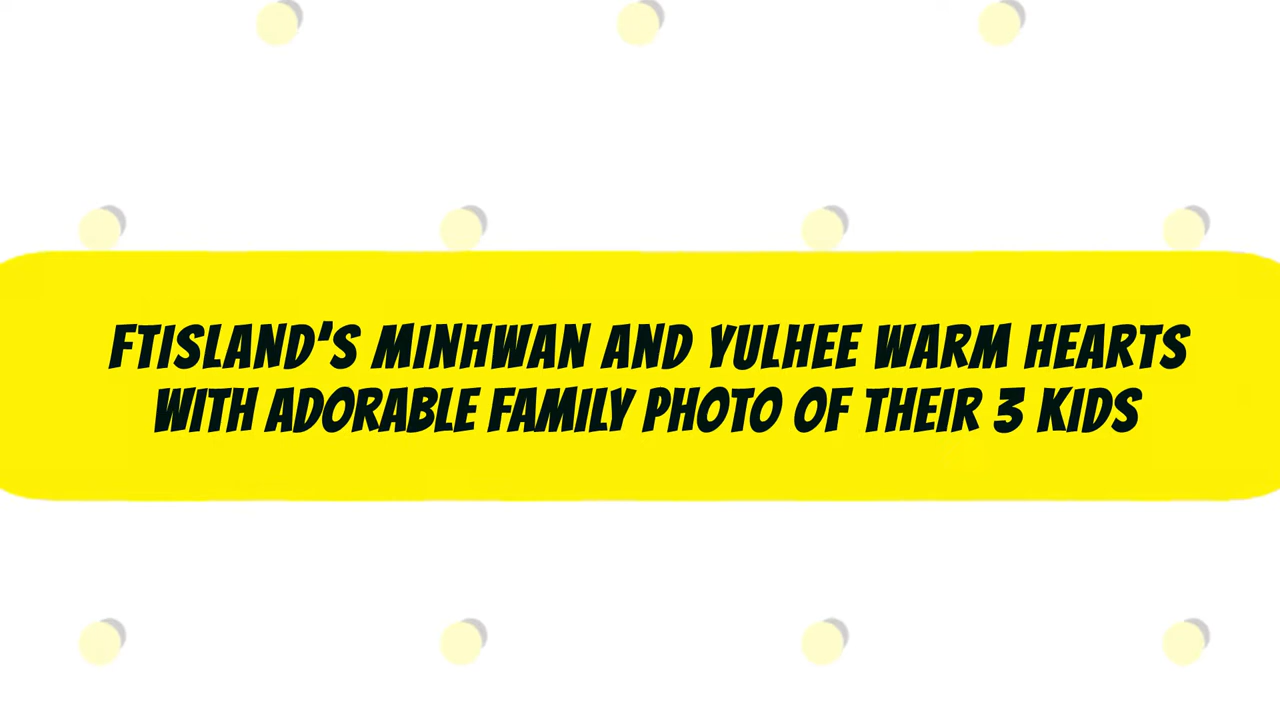 FTISLAND'S MINHWAN AND YULHEE WARM HEARTS
WITH ADORABLE FAMILY PHOTO OF THEIR 3 KIDS